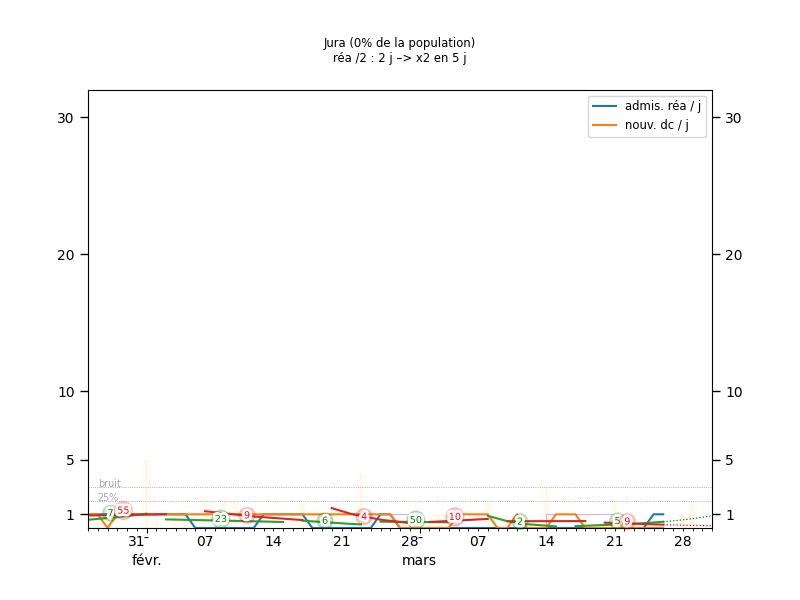 Jura (0% de la population)
réa /2 : 2 j –> x2 en 5 j
admis. réa / j
nouv. dc / j
30 30
20 20
10 10
5 5
bruit
25%
1 1
7 55 23 9 6 4 50 10 2 5 9
31 07 14 21 28 07 14 21 28
févr. mars